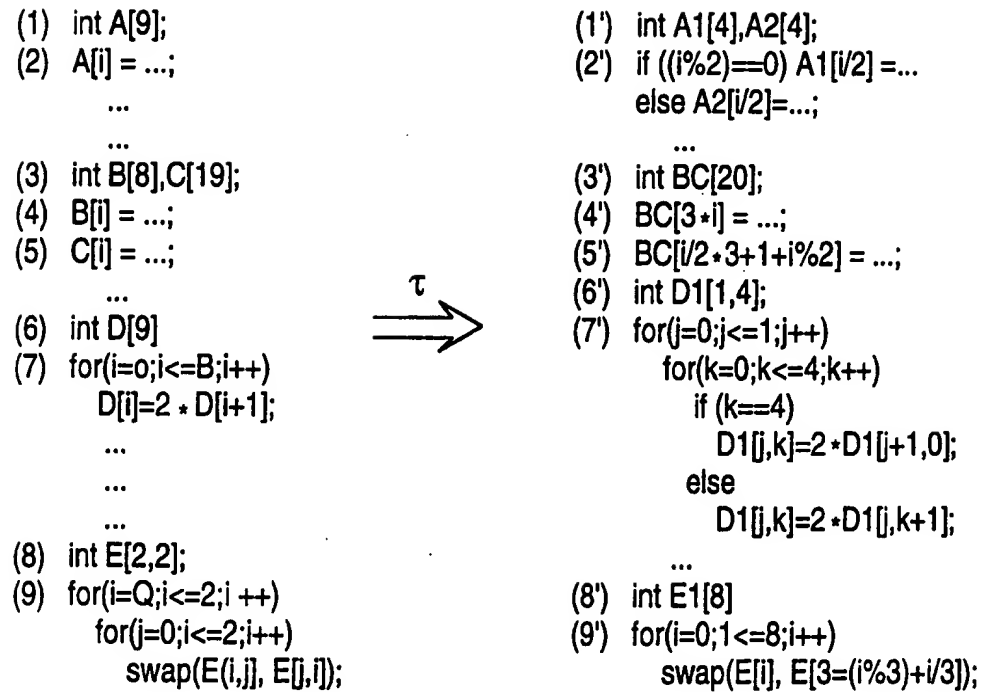 (1) int A[9];
(2) A[i] = ...;
...
...
(3) int B[8],C[19];
(4) B[i] = ...;
(5) C[i] = ...;
...
(6) int D[9]
(7) for(i=o;i<=B;i++)
D[i]=2 * D[i+1];
...
...
...
(8) int E[2,2];
(9) for(i=Q;i<=2;i ++)
for(j=0;i<=2;i++)
swap(E(i,j], E[j,i]);
τ
(1') int A1[4],A2[4];
(2') if ((i%2)==0) A1[i/2] =...
else A2[i/2]=...;
...
(3') int BC[20];
(4') BC[3*i] = ...;
(5') BC[i/2*3+1+i%2] = ...;
(6') int D1[1,4];
(7') for(j=0;j<=1;j++)
for(k=0;k<=4;k++)
if (k==4)
D1[j,k]=2*D1[j+1,0];
else
D1[j,k]=2*D1[j,k+1];
...
(8') int E1[8]
(9') for(i=0;1<=8;i++)
swap(E[i], E[3=(i%3)+i/3]);